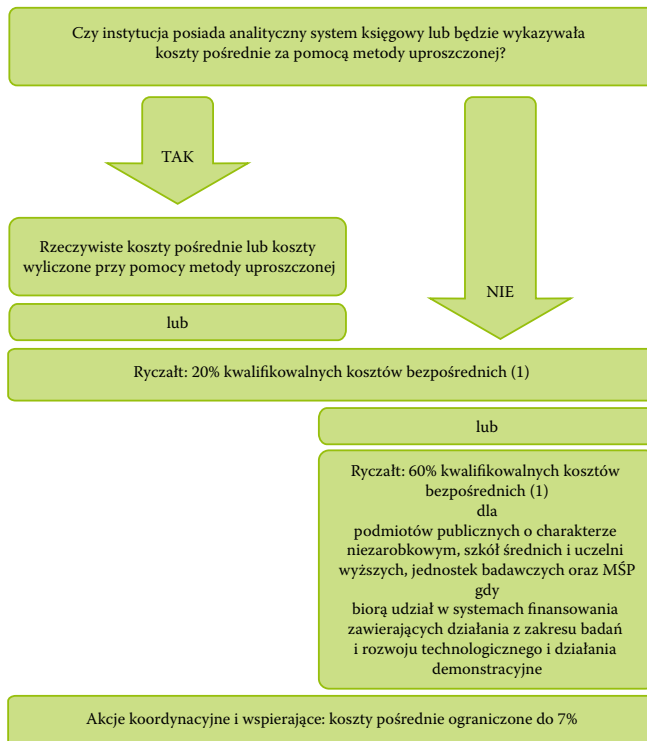 Czy instytucja posiada analityczny system księgowy lub będzie wykazywała
koszty pośrednie za pomocą metody uproszczonej?
TAK
Rzeczywiste koszty pośrednie lub koszty
wyliczone przy pomocy metody uproszczonej
NIE
lub
Ryczałt: 20% kwalifikowalnych kosztów bezpośrednich (1)
lub
Ryczałt: 60% kwalifikowalnych kosztów
bezpośrednich (1)
dla
podmiotów publicznych o charakterze
niezarobkowym, szkół średnich i uczelni
wyższych, jednostek badawczych oraz MŚP
gdy
biorą udział w systemach finansowania
zawierających działania z zakresu badań
i rozwoju technologicznego i działania
demonstracyjne
Akcje koordynacyjne i wspierające: koszty pośrednie ograniczone do 7%